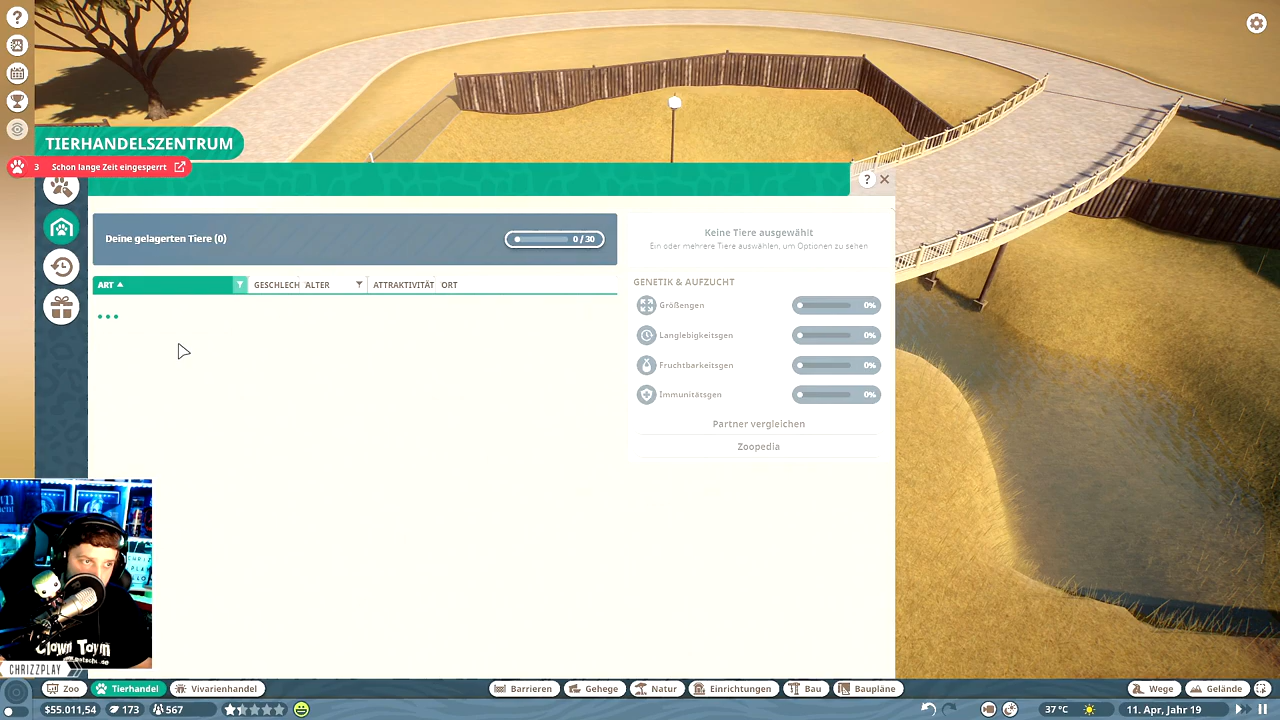 TIERHANDELSZENTRUM
3 Schon lange Zeit eingesperrt
?
Deine gelagerten Tiere (0)
0 / 30
Keine Tiere ausgewählt
Ein oder mehrere Tiere auswählen, um Optionen zu sehen
ART GESCHLECH ALTER ATTRAKTIVITÄT ORT
GENETIK & AUFZUCHT
Größengen 0%
Langlebigkeitsgen 0%
Fruchtbarkeitsgen 0%
Immunitätsgen 0%
Partner vergleichen
Zoopedia
CHRIZZPLAY
Zoo Tierhandel Vivarienhandel Barrieren Gehege Natur Einrichtungen Bau Baupläne Wege Gelände
$55.011,54 173 567 37 °C 11. Apr, Jahr 19